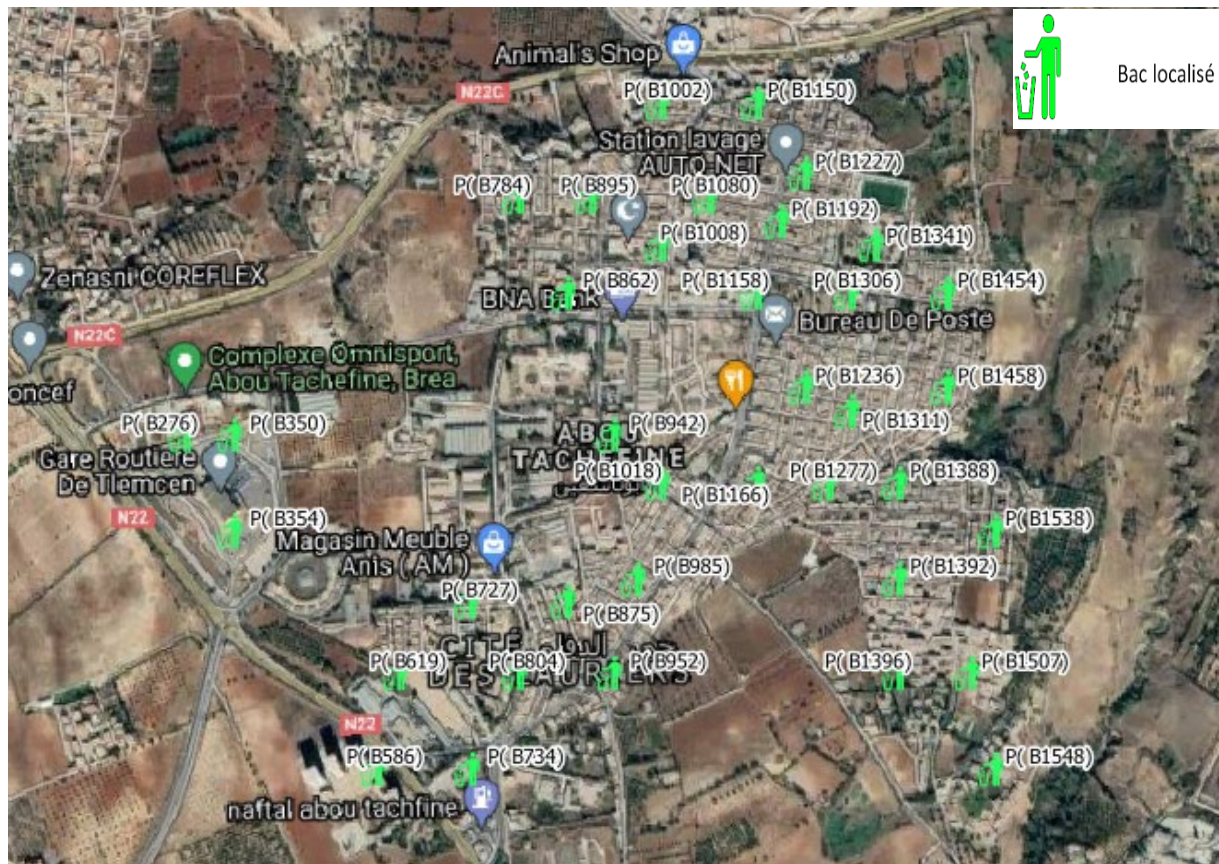 Bac localisé
Animal's Shop
P( B1002)
P( B1150)
N22C
Station lavage
AUTO-NET
P( B1227)
P( B784)
P( B895)
P( B1080)
P( B1192)
P( B1008)
P( B1341)
Zenasni COREFLEX
BNA Bank
P( B862)
P( B1158)
P( B1306)
P( B1454)
Bureau De Poste
N22C
Complexe Omnisport,
Abou Tachefine, Brea
oncef
P( B1236)
P( B1458)
P( B1311)
P( B276)
P( B350)
P( B942)
ABOU
TACHEFINE
Gare Routière
De Tlemcen
P( B1018)
P( B1166)
P( B1277)
P( B1388)
N22
P( B354)
Magasin Meuble
Anis ( AM )
P( B1538)
P( B985)
P( B1392)
P( B727)
P( B875)
CITÉ
DES LAURIERS
P( B619)
P( B804)
P( B952)
P( B1396)
P( B1507)
N22
P( B586)
P( B734)
P( B1548)
naftal abou tachfine